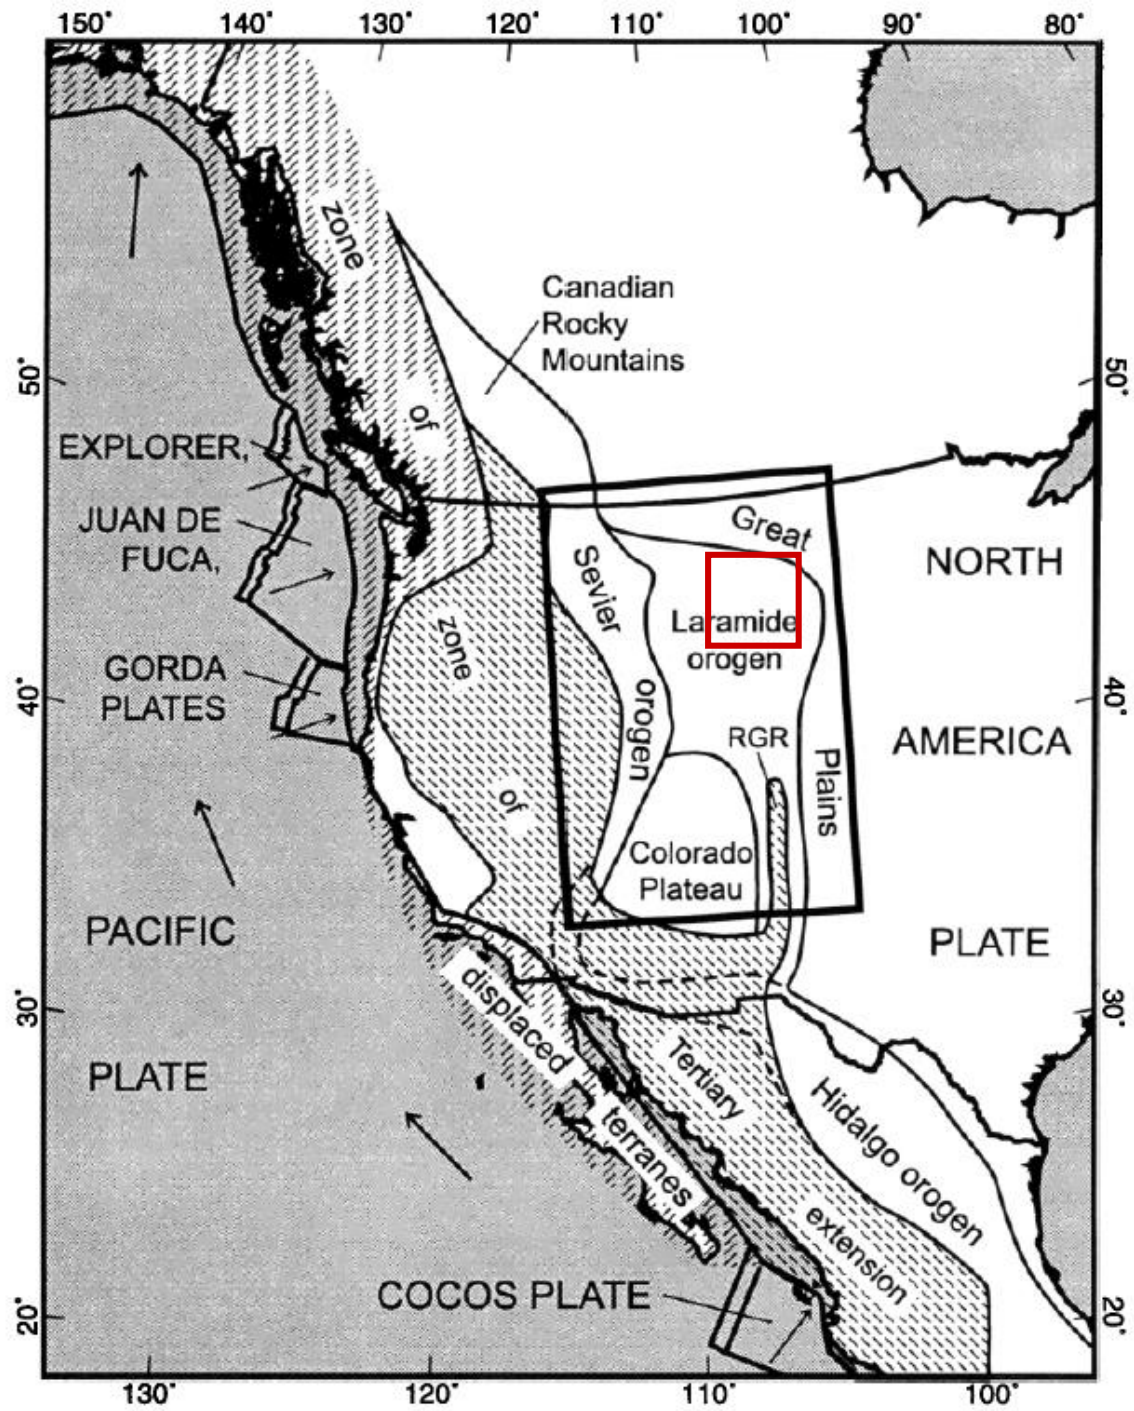 150° 140° 130° 120° 110° 100° 90° 80°
zone
Canadian
Rocky
Mountains
50° 50°
of
EXPLORER,
JUAN DE
FUCA,
Great
NORTH
Sevier
zone
Laramide
orogen
GORDA
PLATES
orogen
40° 40°
RGR
AMERICA
Plains
of
Colorado
Plateau
PACIFIC
PLATE
displaced
30° 30°
PLATE
Tertiary
terranes
Hidalgo orogen
extension
COCOS PLATE
20° 20°
130° 120° 110° 100°